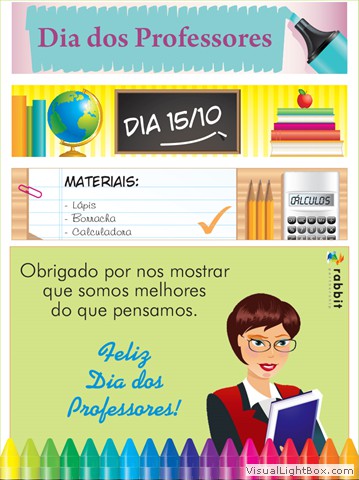 Dia dos Professores
DIA 15/10
MATERIAIS:
- Lápis
- Borracha
- Calculadora
CÁLCULOS
Obrigado por nos mostrar
que somos melhores
do que pensamos.
rabbit
Feliz
Dia dos
Professores!
VisualLightBox.com